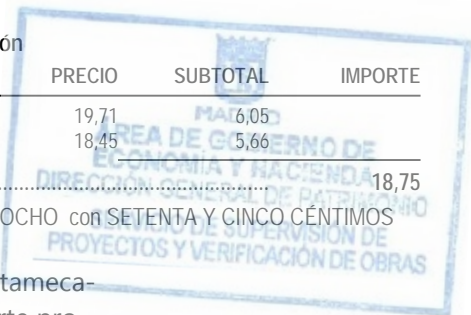 ón
PRECIO SUBTOTAL IMPORTE
19,71 6,05
18,45 5,66
........................................................................ 18,75
OCHO con SETENTA Y CINCO CÉNTIMOS
tameca-
MADRID
ÁREA DE GOBIERNO DE
ECONOMÍA Y HACIENDA
DIRECCIÓN GENERAL DE PATRIMONIO
SERVICIO DE SUPERVISIÓN DE
PROYECTOS Y VERIFICACIÓN DE OBRAS